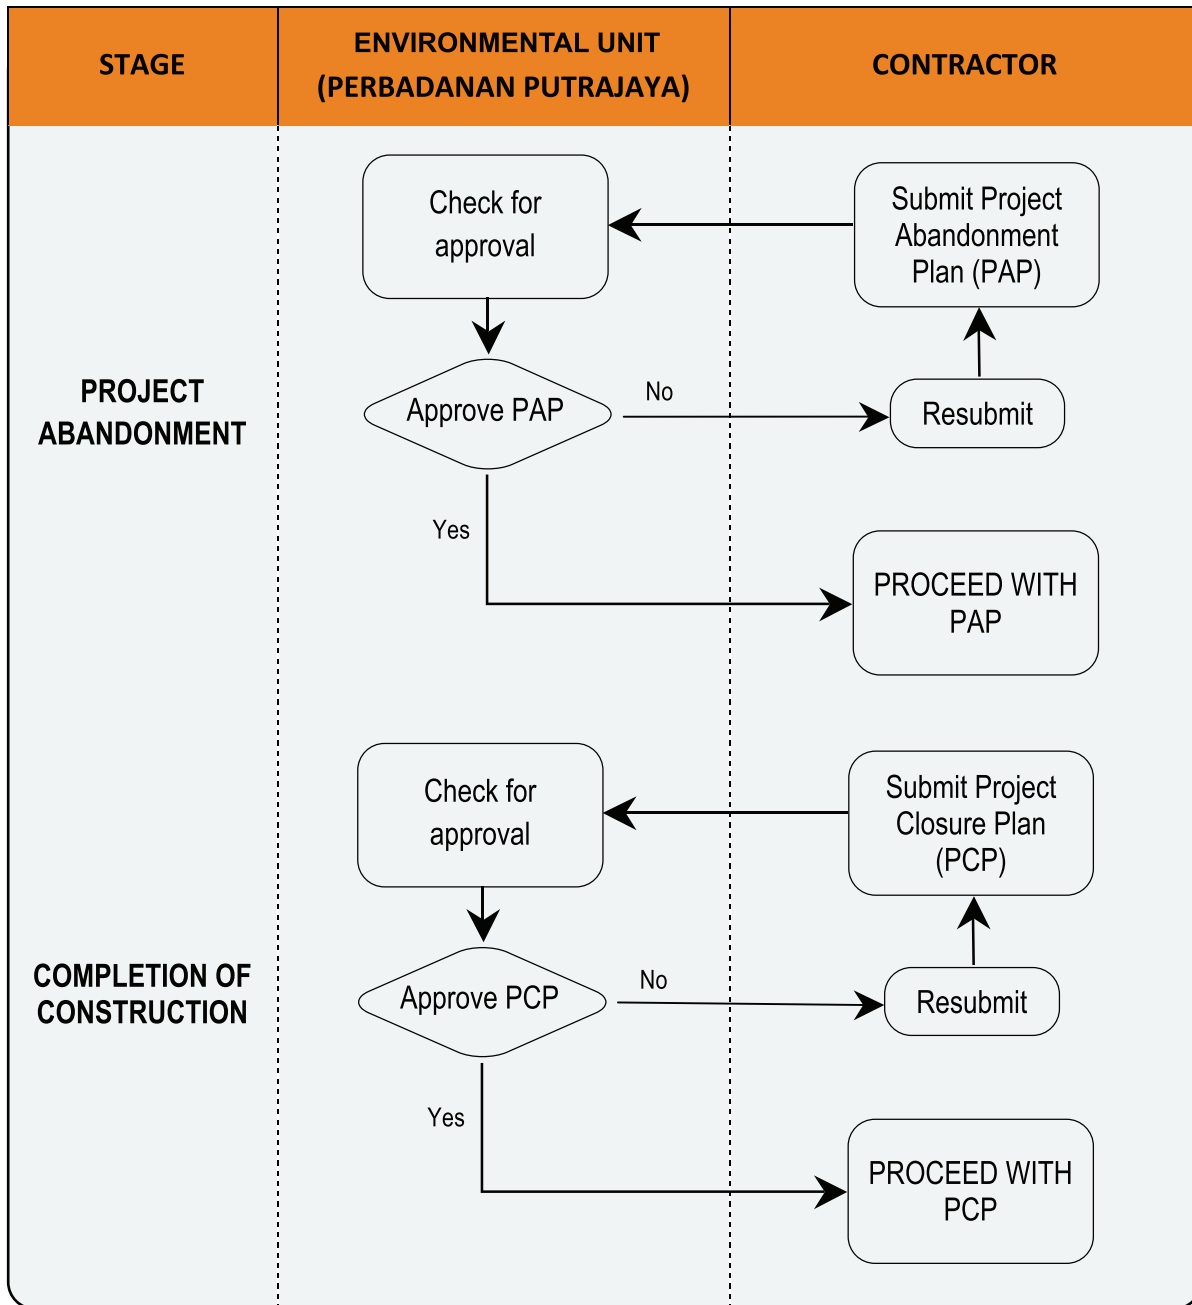 STAGE
ENVIRONMENTAL UNIT
(PERBADANAN PUTRAJAYA)
CONTRACTOR
PROJECT
ABANDONMENT
Check for
approval
Submit Project
Abandonment
Plan (PAP)
Approve PAP
No
Resubmit
Yes
PROCEED WITH
PAP
COMPLETION OF
CONSTRUCTION
Check for
approval
Submit Project
Closure Plan
(PCP)
Approve PCP
No
Resubmit
Yes
PROCEED WITH
PCP